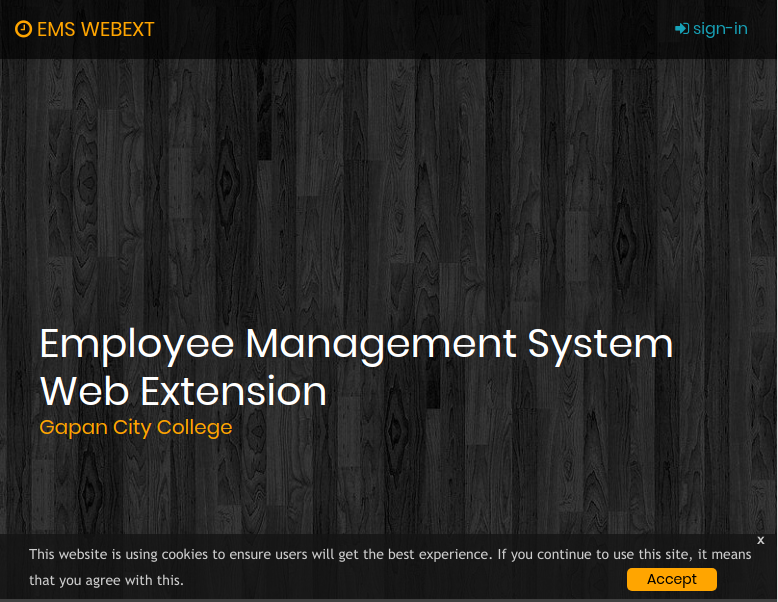 EMS WEBEXT
sign-in
Employee Management System
Web Extension
Gapan City College
x
This website is using cookies to ensure users will get the best experience. If you continue to use this site, it means
that you agree with this.
Accept